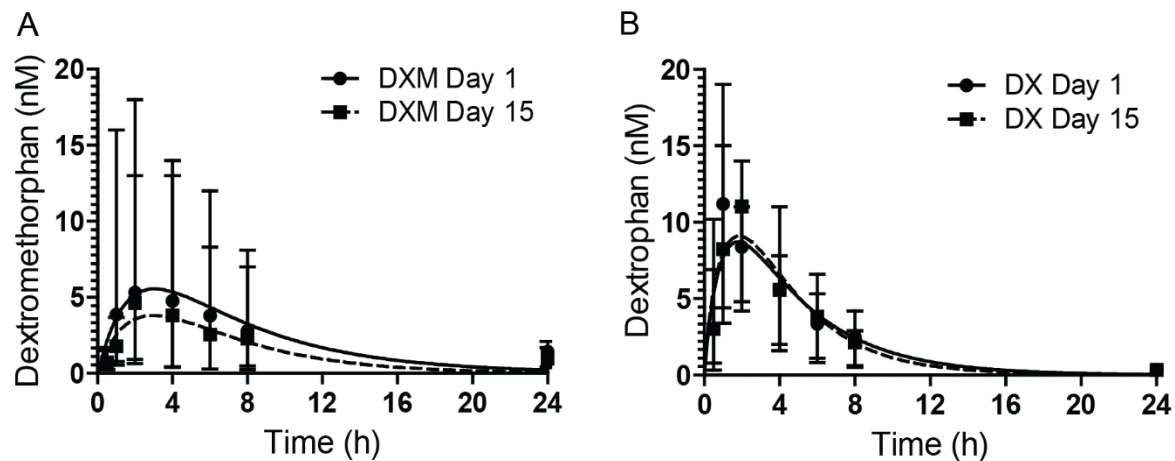 A
Dextromethorphan (nM)
20
15
10
5
0
DXM Day 1
DXM Day 15
0 4 8 12 16 20 24
Time (h)
B
Dextrophan (nM)
20
15
10
5
0
DX Day 1
DX Day 15
0 4 8 12 16 20 24
Time (h)